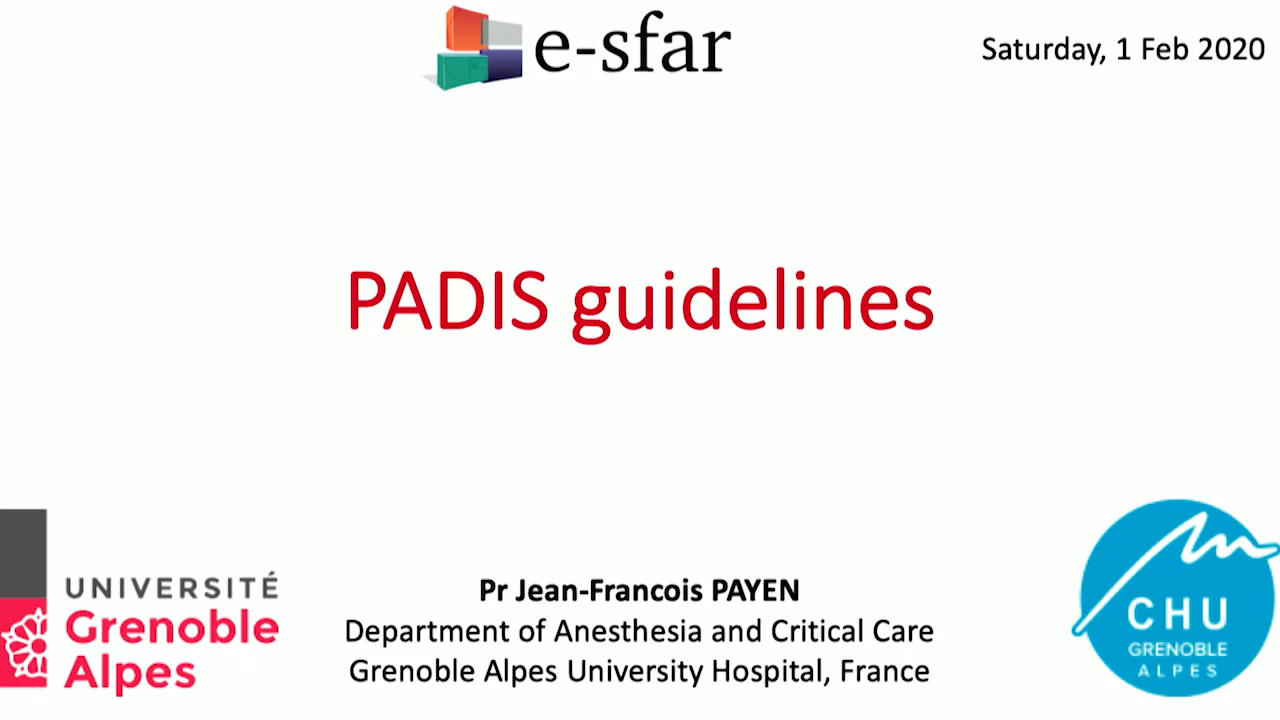 e-sfar
Saturday, 1 Feb 2020
PADIS guidelines
UNIVERSITÉ
Grenoble
Alpes
Pr Jean-Francois PAYEN
Department of Anesthesia and Critical Care
Grenoble Alpes University Hospital, France
CHU
GRENOBLE
ALPES